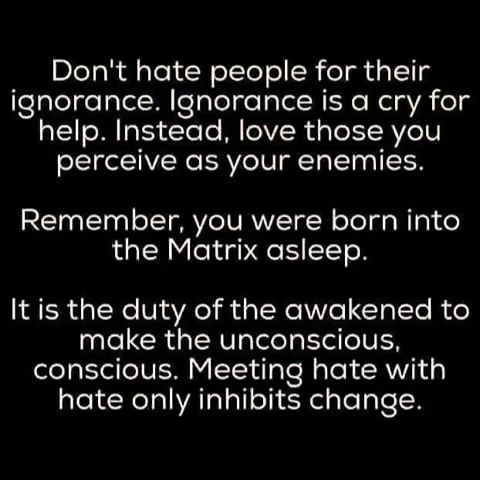 Don't hate people for their
ignorance. Ignorance is a cry for
help. Instead, love those you
perceive as your enemies.
Remember, you were born into
the Matrix asleep.
It is the duty of the awakened to
make the unconscious,
conscious. Meeting hate with
hate only inhibits change.